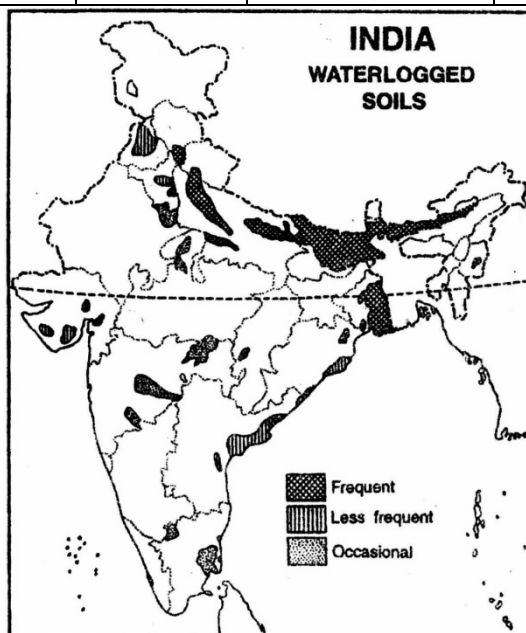 INDIA
WATERLOGGED
SOILS
Frequent
Less frequent
Occasional